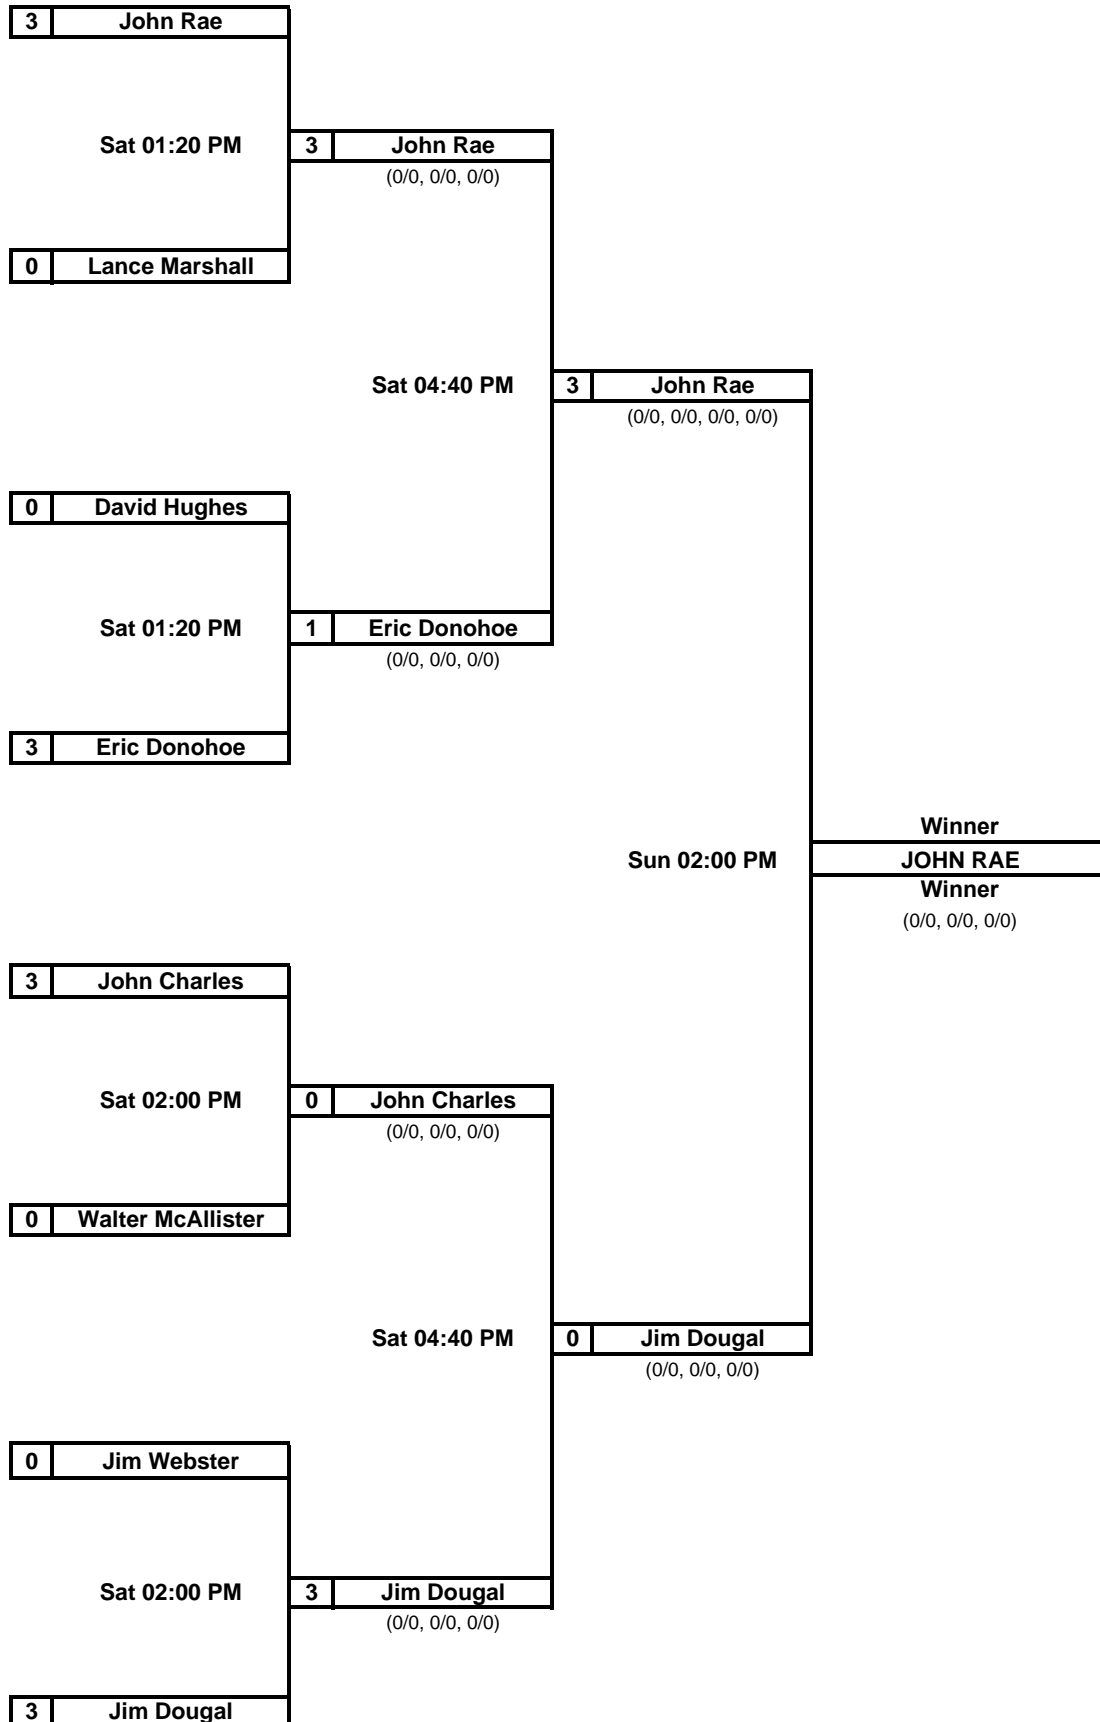 3 John Rae
Sat 01:20 PM 3 John Rae
(0/0, 0/0, 0/0)
0 Lance Marshall
Sat 04:40 PM 3 John Rae
(0/0, 0/0, 0/0, 0/0)
0 David Hughes
Sat 01:20 PM 1 Eric Donohoe
(0/0, 0/0, 0/0)
3 Eric Donohoe
Winner
Sun 02:00 PM JOHN RAE
Winner
(0/0, 0/0, 0/0)
3 John Charles
Sat 02:00 PM 0 John Charles
(0/0, 0/0, 0/0)
0 Walter McAllister
Sat 04:40 PM 0 Jim Dougal
(0/0, 0/0, 0/0)
0 Jim Webster
Sat 02:00 PM 3 Jim Dougal
(0/0, 0/0, 0/0)
3 Jim Dougal